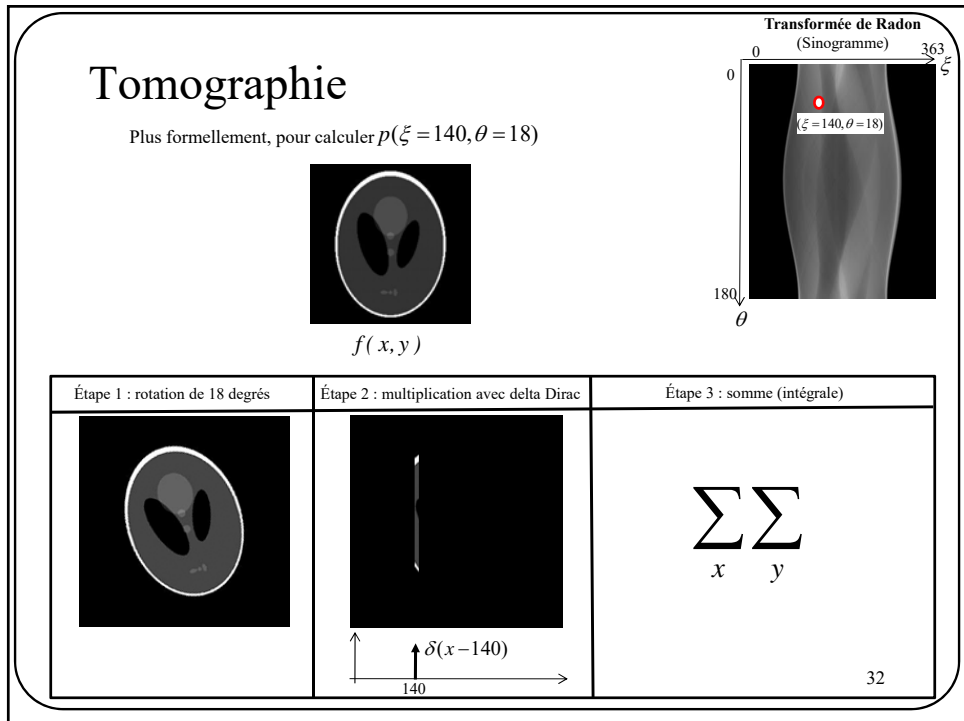 Transformée de Radon
(Sinogramme)
0
363
ξ
0
(ξ=140,θ=18)
180
θ
Tomographie
Plus formellement, pour calculer p(ξ=140,θ=18)
f(x,y)
Étape 1 : rotation de 18 degrés
Étape 2 : multiplication avec delta Dirac
Étape 3 : somme (intégrale)
∑∑
x y
δ(x−140)
140
32